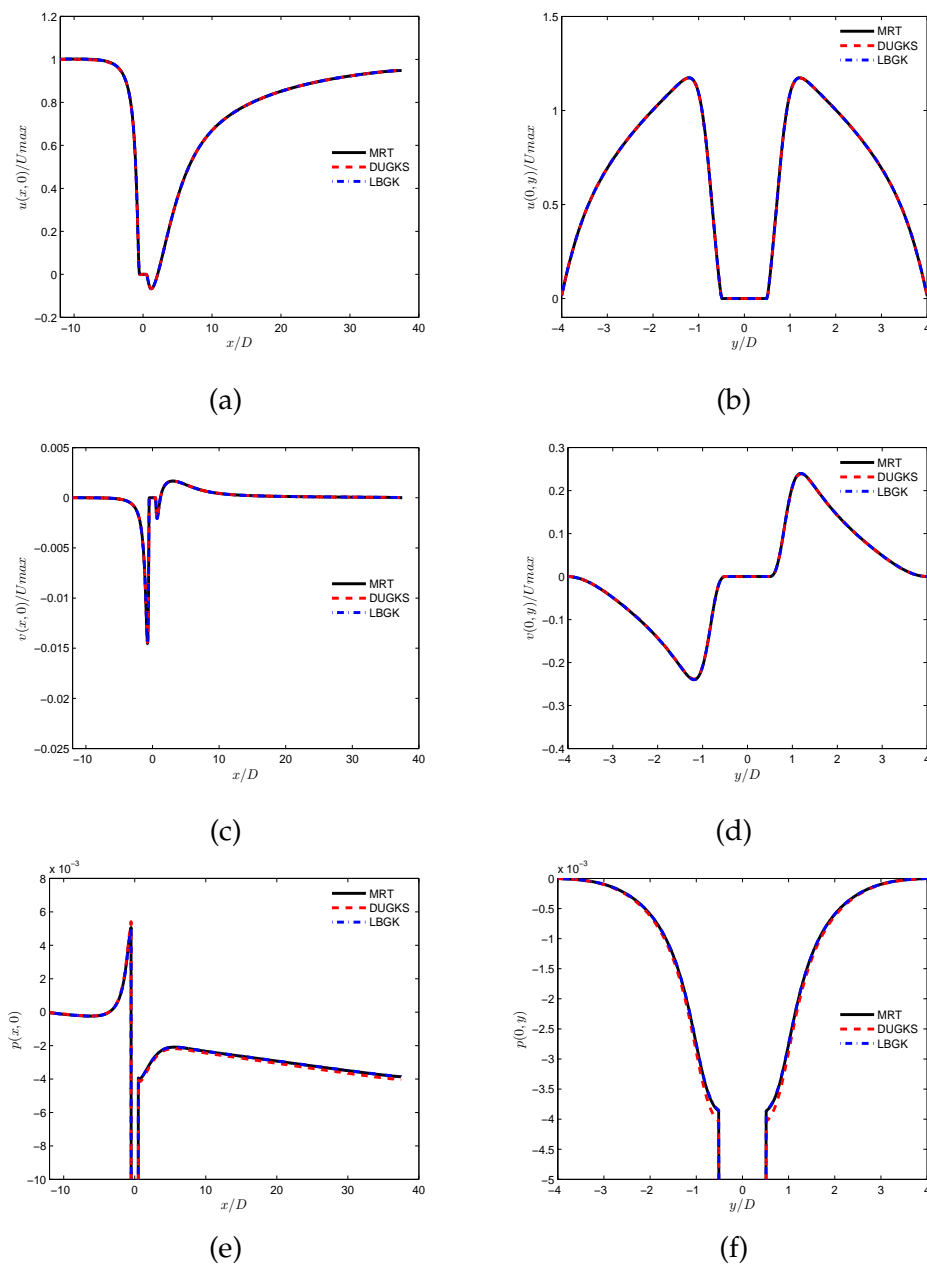 1.2
1
0.8
0.6
0.4
0.2
0
−0.2
−10 0 10 20 30 40
x/D
u(x, 0)/Umax
MRT
DUGKS
LBGK
(a)
1.5
1
0.5
0
−4 −3 −2 −1 0 1 2 3 4
y/D
u(0, y)/Umax
MRT
DUGKS
LBGK
(b)
0.005
0
−0.005
−0.01
−0.015
−0.02
−0.025
−10 0 10 20 30 40
x/D
v(x, 0)/Umax
MRT
DUGKS
LBGK
(c)
0.3
0.2
0.1
0
−0.1
−0.2
−0.3
−0.4
−4 −3 −2 −1 0 1 2 3 4
y/D
v(0, y)/Umax
MRT
DUGKS
LBGK
(d)
x 10⁻³
8
6
4
2
0
−2
−4
−6
−8
−10
−10 0 10 20 30 40
x/D
p(x, 0)
MRT
DUGKS
LBGK
(e)
x 10⁻³
0
−0.5
−1
−1.5
−2
−2.5
−3
−3.5
−4
−4.5
−5
−4 −3 −2 −1 0 1 2 3 4
y/D
p(0, y)
MRT
DUGKS
LBGK
(f)